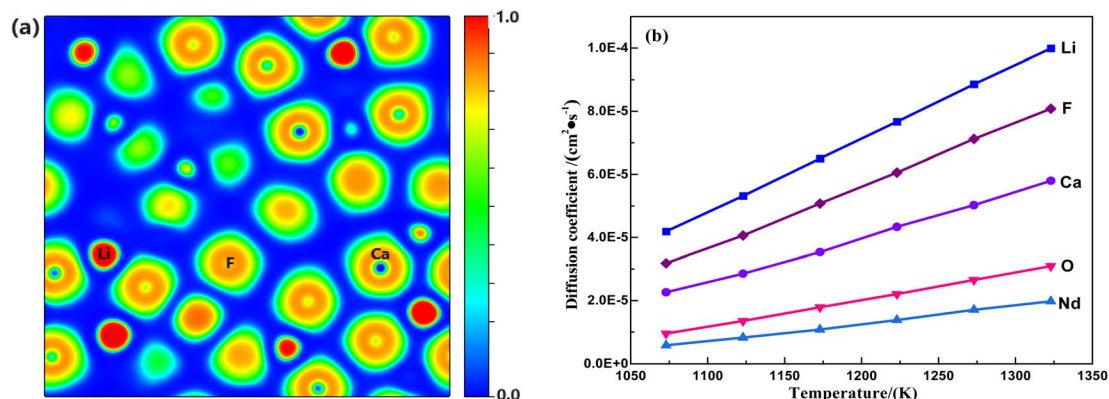 (a)
1.0
0.0
Li
F
Ca
(b)
Diffusion coefficient /(cm²●s⁻¹)
1.0E-4
8.0E-5
6.0E-5
4.0E-5
2.0E-5
0.0E+0
Li
F
Ca
O
Nd
1050 1100 1150 1200 1250 1300 1350
Temperature/(K)